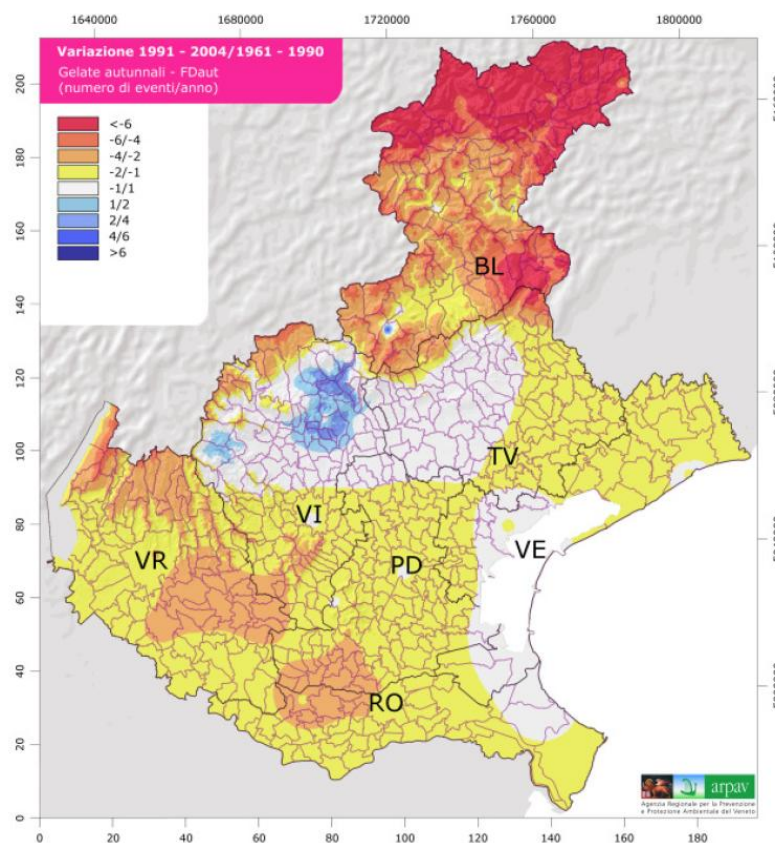 1640000 1680000 1720000 1760000 1800000
Variazione 1991 - 2004/1961 - 1990
Gelate autunnali - FDaut
(numero di eventi/anno)
<-6
-6/-4
-4/-2
-2/-1
-1/1
1/2
2/4
4/6
>6
200
180
160
140
120
100
80
60
40
20
0
BL
TV
VI
VR
PD
VE
RO
arpav
Agenzia Regionale per la Prevenzione
e Protezione Ambientale del Veneto
0 20 40 60 80 100 120 140 160 180